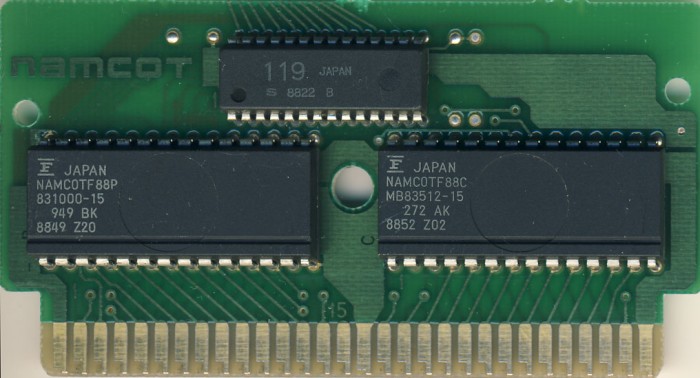 namcot
119. JAPAN
S 8822 B
JAPAN
NAMCOTF88P
831000-15
949 BK
8849 Z20
JAPAN
NAMCOTF88C
MB83512-15
272 AK
8852 Z02
C
15